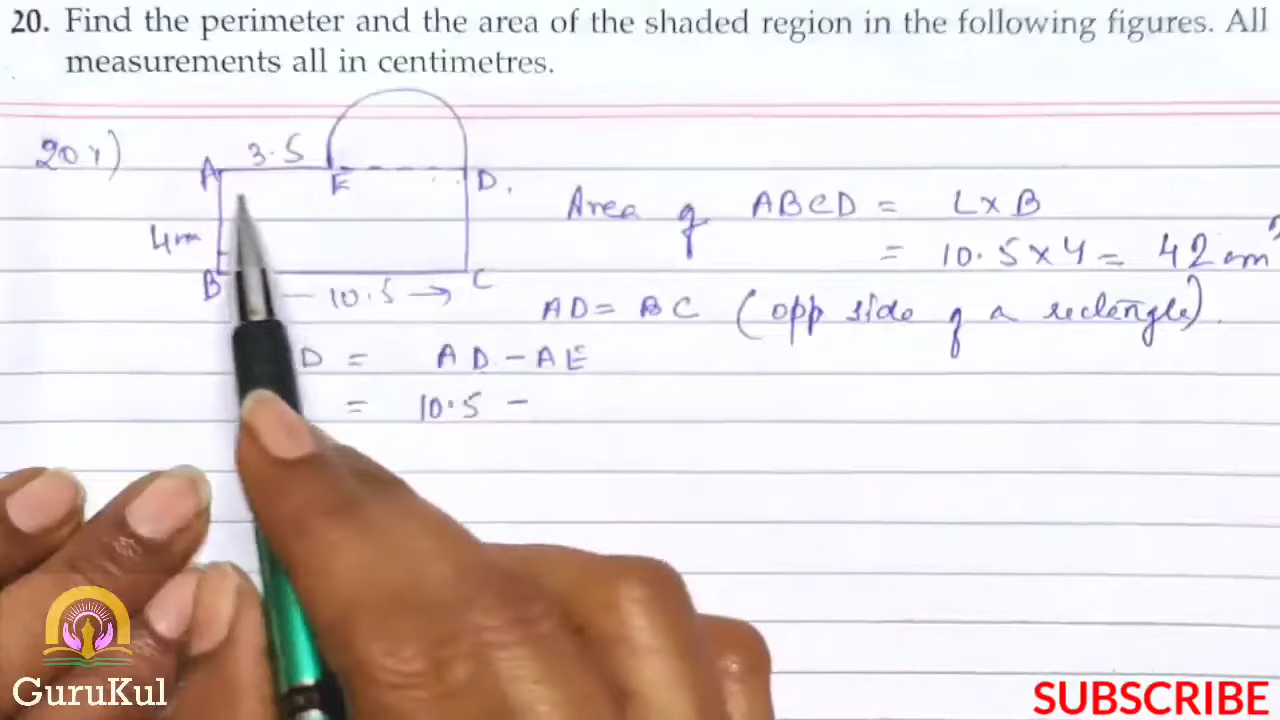 20. Find the perimeter and the area of the shaded region in the following figures. All
measurements all in centimetres.
20 i)
3.5
A
E
D.
4cm
B
C
— 10.5 →
Area of ABCD = L×B
= 10.5×4 = 42 cm²
AD = BC (opp side of a rectangle).
D = AD - AE
= 10.5 -
GuruKul
SUBSCRIBE